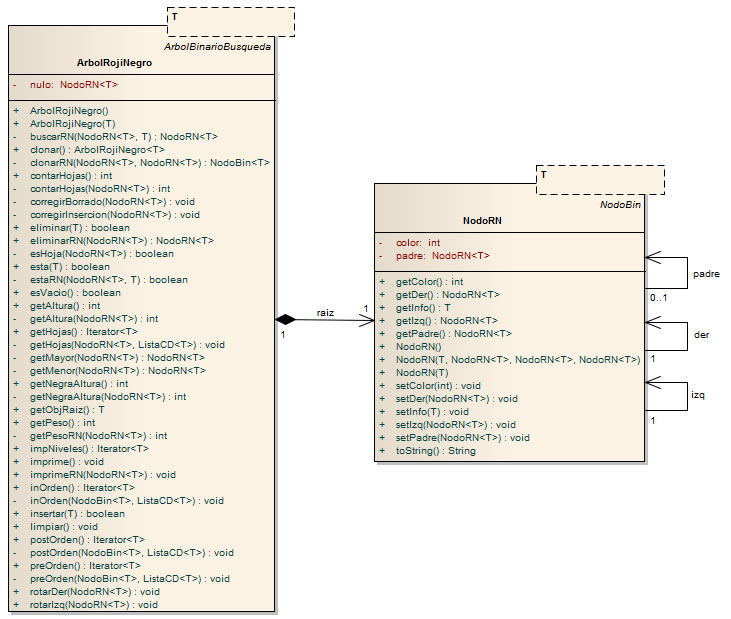 T
ArbolBinarioBusqueda
ArbolRojiNegro
- nulo: NodoRN<T>
+ ArbolRojiNegro()
+ ArbolRojiNegro(T)
- buscarRN(NodoRN<T>, T) : NodoRN<T>
+ clonar() : ArbolRojiNegro<T>
- clonarRN(NodoRN<T>, NodoRN<T>) : NodoBin<T>
+ contarHojas() : int
- contarHojas(NodoRN<T>) : int
- corregirBorrado(NodoRN<T>) : void
- corregirInsercion(NodoRN<T>) : void
+ eliminar(T) : boolean
- eliminarRN(NodoRN<T>) : NodoRN<T>
- esHoja(NodoRN<T>) : boolean
+ esta(T) : boolean
- estaRN(NodoRN<T>, T) : boolean
+ esVacio() : boolean
+ getAltura() : int
- getAltura(NodoRN<T>) : int
+ getHojas() : Iterator<T>
- getHojas(NodoRN<T>, ListaCD<T>) : void
- getMayor(NodoRN<T>) : NodoRN<T>
- getMenor(NodoRN<T>) : NodoRN<T>
+ getNegraAltura() : int
- getNegraAltura(NodoRN<T>) : int
+ getObjRaiz() : T
+ getPeso() : int
- getPesoRN(NodoRN<T>) : int
+ impNiveles() : Iterator<T>
+ imprime() : void
- imprimeRN(NodoRN<T>) : void
+ inOrden() : Iterator<T>
- inOrden(NodoBin<T>, ListaCD<T>) : void
+ insertar(T) : boolean
+ limpiar() : void
+ postOrden() : Iterator<T>
- postOrden(NodoBin<T>, ListaCD<T>) : void
+ preOrden() : Iterator<T>
- preOrden(NodoBin<T>, ListaCD<T>) : void
+ rotarDer(NodoRN<T>) : void
+ rotarIzq(NodoRN<T>) : void
raiz
1
1
T
NodoBin
NodoRN
- color: int
- padre: NodoRN<T>
+ getColor() : int
+ getDer() : NodoRN<T>
+ getInfo() : T
+ getIzq() : NodoRN<T>
+ getPadre() : NodoRN<T>
+ NodoRN()
+ NodoRN(T, NodoRN<T>, NodoRN<T>, NodoRN<T>)
+ NodoRN(T)
+ setColor(int) : void
+ setDer(NodoRN<T>) : void
+ setInfo(T) : void
+ setIzq(NodoRN<T>) : void
+ setPadre(NodoRN<T>) : void
+ toString() : String
padre
0..1
der
1
izq
1